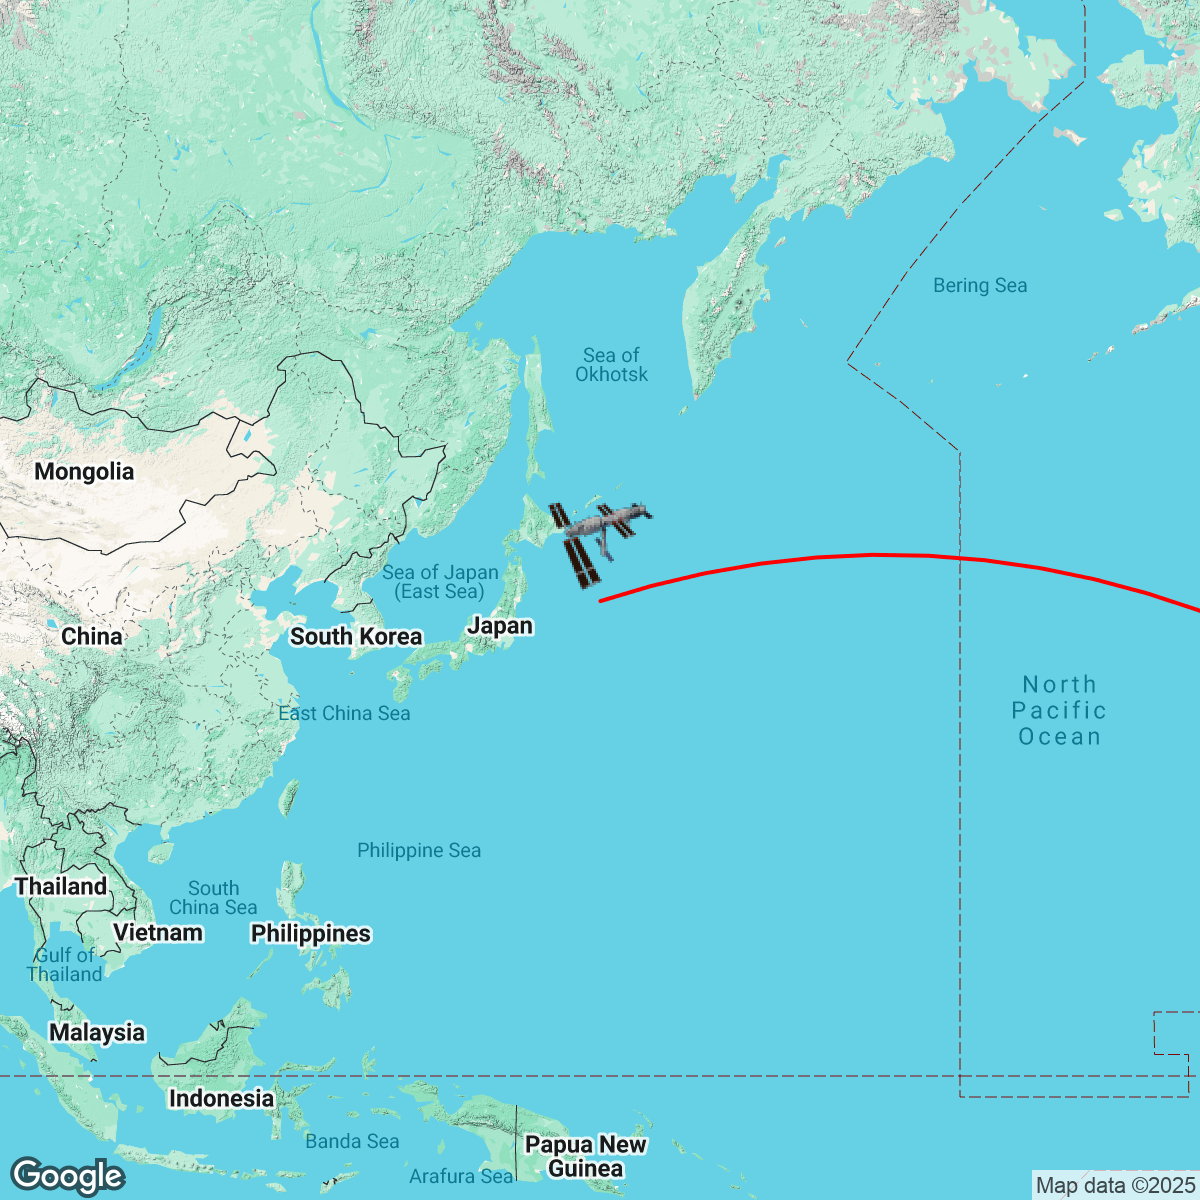 Bering Sea
Sea of
Okhotsk
Mongolia
Sea of Japan
(East Sea)
Japan
China
South Korea
North
Pacific
Ocean
East China Sea
Philippine Sea
Thailand
South
China Sea
Vietnam
Philippines
Gulf of
Thailand
Malaysia
Indonesia
Banda Sea
Papua New
Guinea
Arafura Sea
Google
Map data ©2025